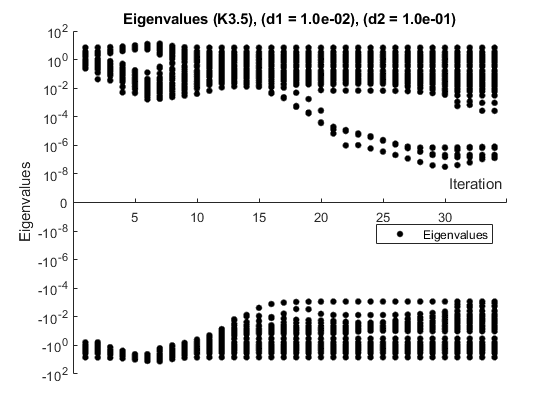 Eigenvalues (K3.5), (d1 = 1.0e-02), (d2 = 1.0e-01)
10^2
10^0
10^-2
10^-4
10^-6
10^-8
0
-10^-8
-10^-6
-10^-4
-10^-2
-10^0
-10^2
Eigenvalues
Iteration
5 10 15 20 25 30
Eigenvalues